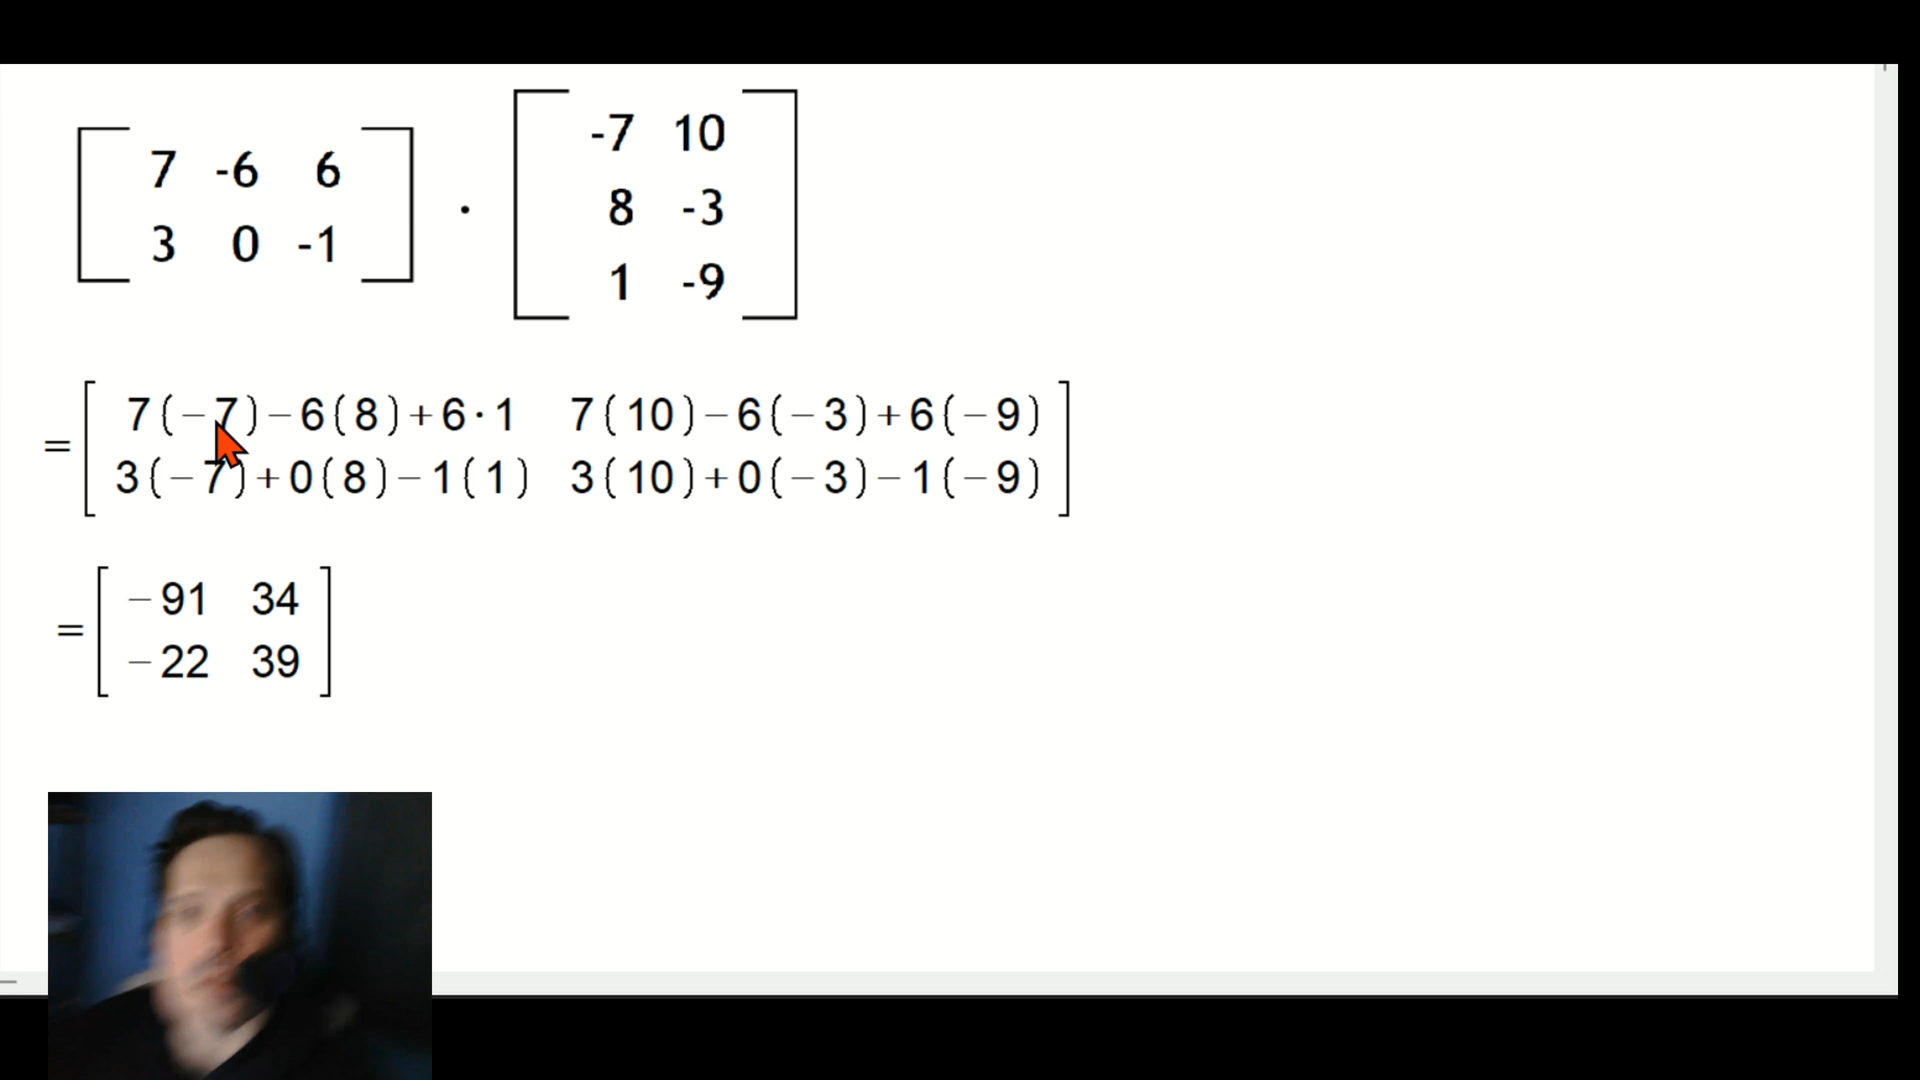 7 -6 6
3 0 -1
·
-7 10
8 -3
1 -9
= 7(−7)−6(8)+6·1 7(10)−6(−3)+6(−9)
3(−7)+0(8)−1(1) 3(10)+0(−3)−1(−9)
= −91 34
−22 39